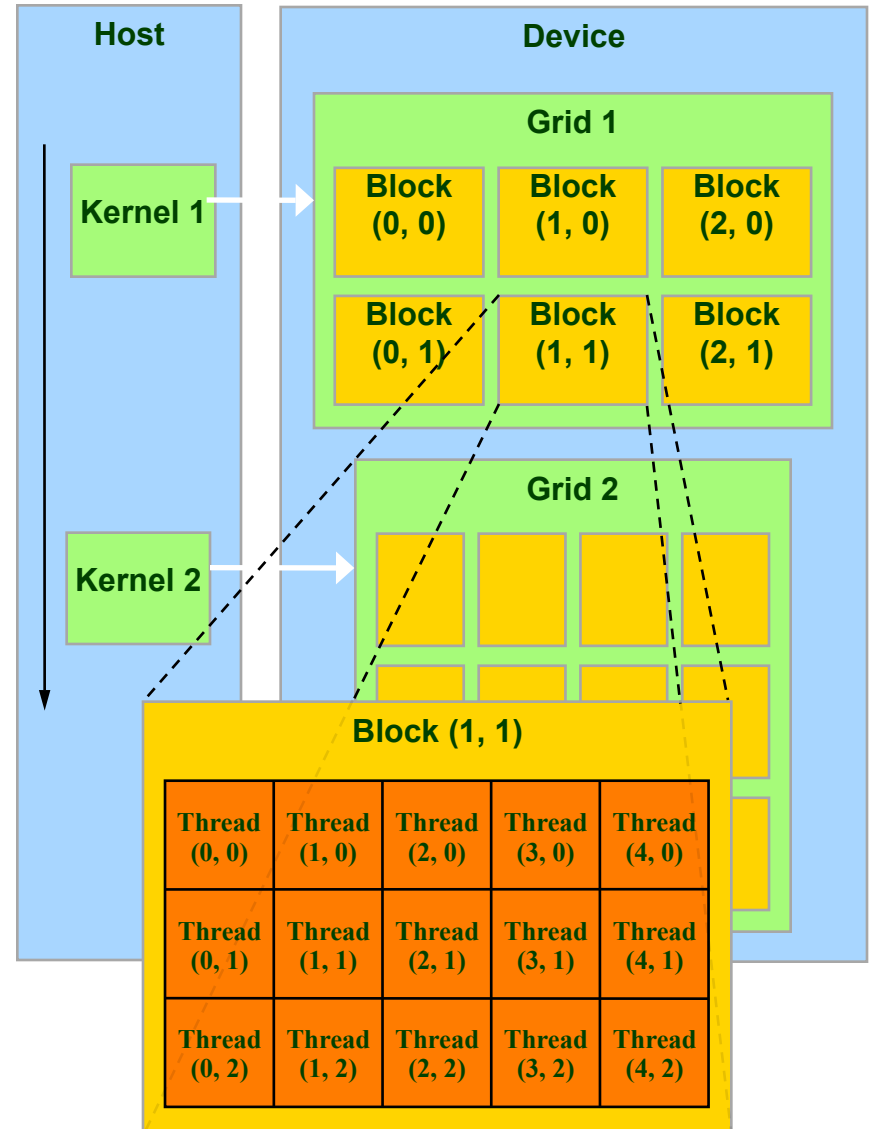 Host
Device
Grid 1
Kernel 1
Block
(0, 0)
Block
(1, 0)
Block
(2, 0)
Block
(0, 1)
Block
(1, 1)
Block
(2, 1)
Grid 2
Kernel 2
Block (1, 1)
Thread
(0, 0)
Thread
(1, 0)
Thread
(2, 0)
Thread
(3, 0)
Thread
(4, 0)
Thread
(0, 1)
Thread
(1, 1)
Thread
(2, 1)
Thread
(3, 1)
Thread
(4, 1)
Thread
(0, 2)
Thread
(1, 2)
Thread
(2, 2)
Thread
(3, 2)
Thread
(4, 2)